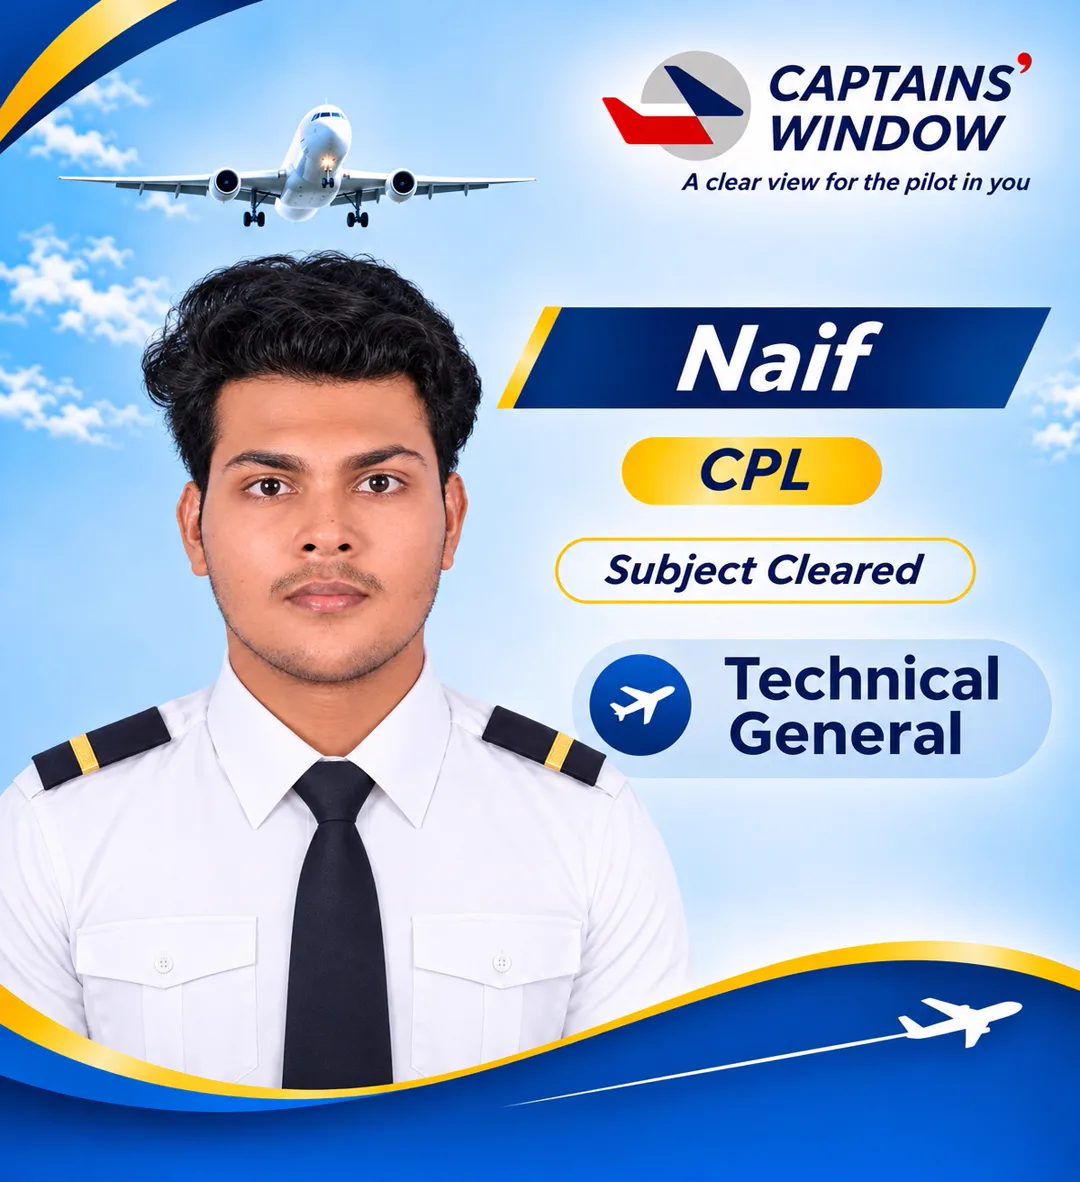 CAPTAINS’
WINDOW
A clear view for the pilot in you
Naif
CPL
Subject Cleared
Technical
General